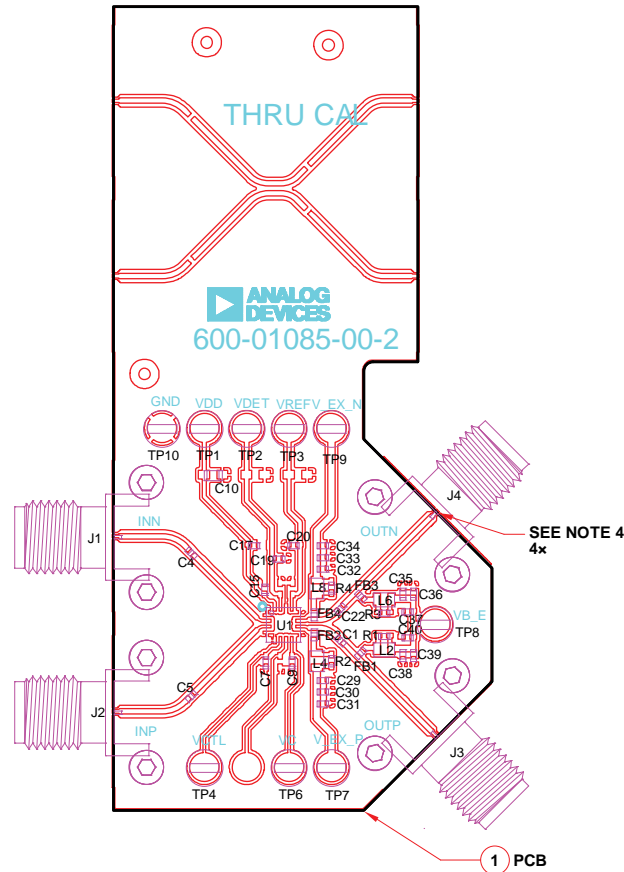 THRU CAL
ANALOG
DEVICES
600-01085-00-2
GND
VDD
VDET
VREF
V_EX_N
TP10
TP1
TP2
TP3
TP9
C10
J4
SEE NOTE 4
4×
J1
INN
OUTN
C4
C17
C20
C19
C34
C33
C32
L8
R4
FB3
C35
C36
L6
R3
C22
FB4
U1
FB2
C1
R1
C37
C40
VB_E
TP8
L4
R2
FB1
L2
C39
C38
C7
C29
C30
C31
C5
J2
INP
OUTP
J3
V_EX_P
TP4
TP6
TP7
1 PCB